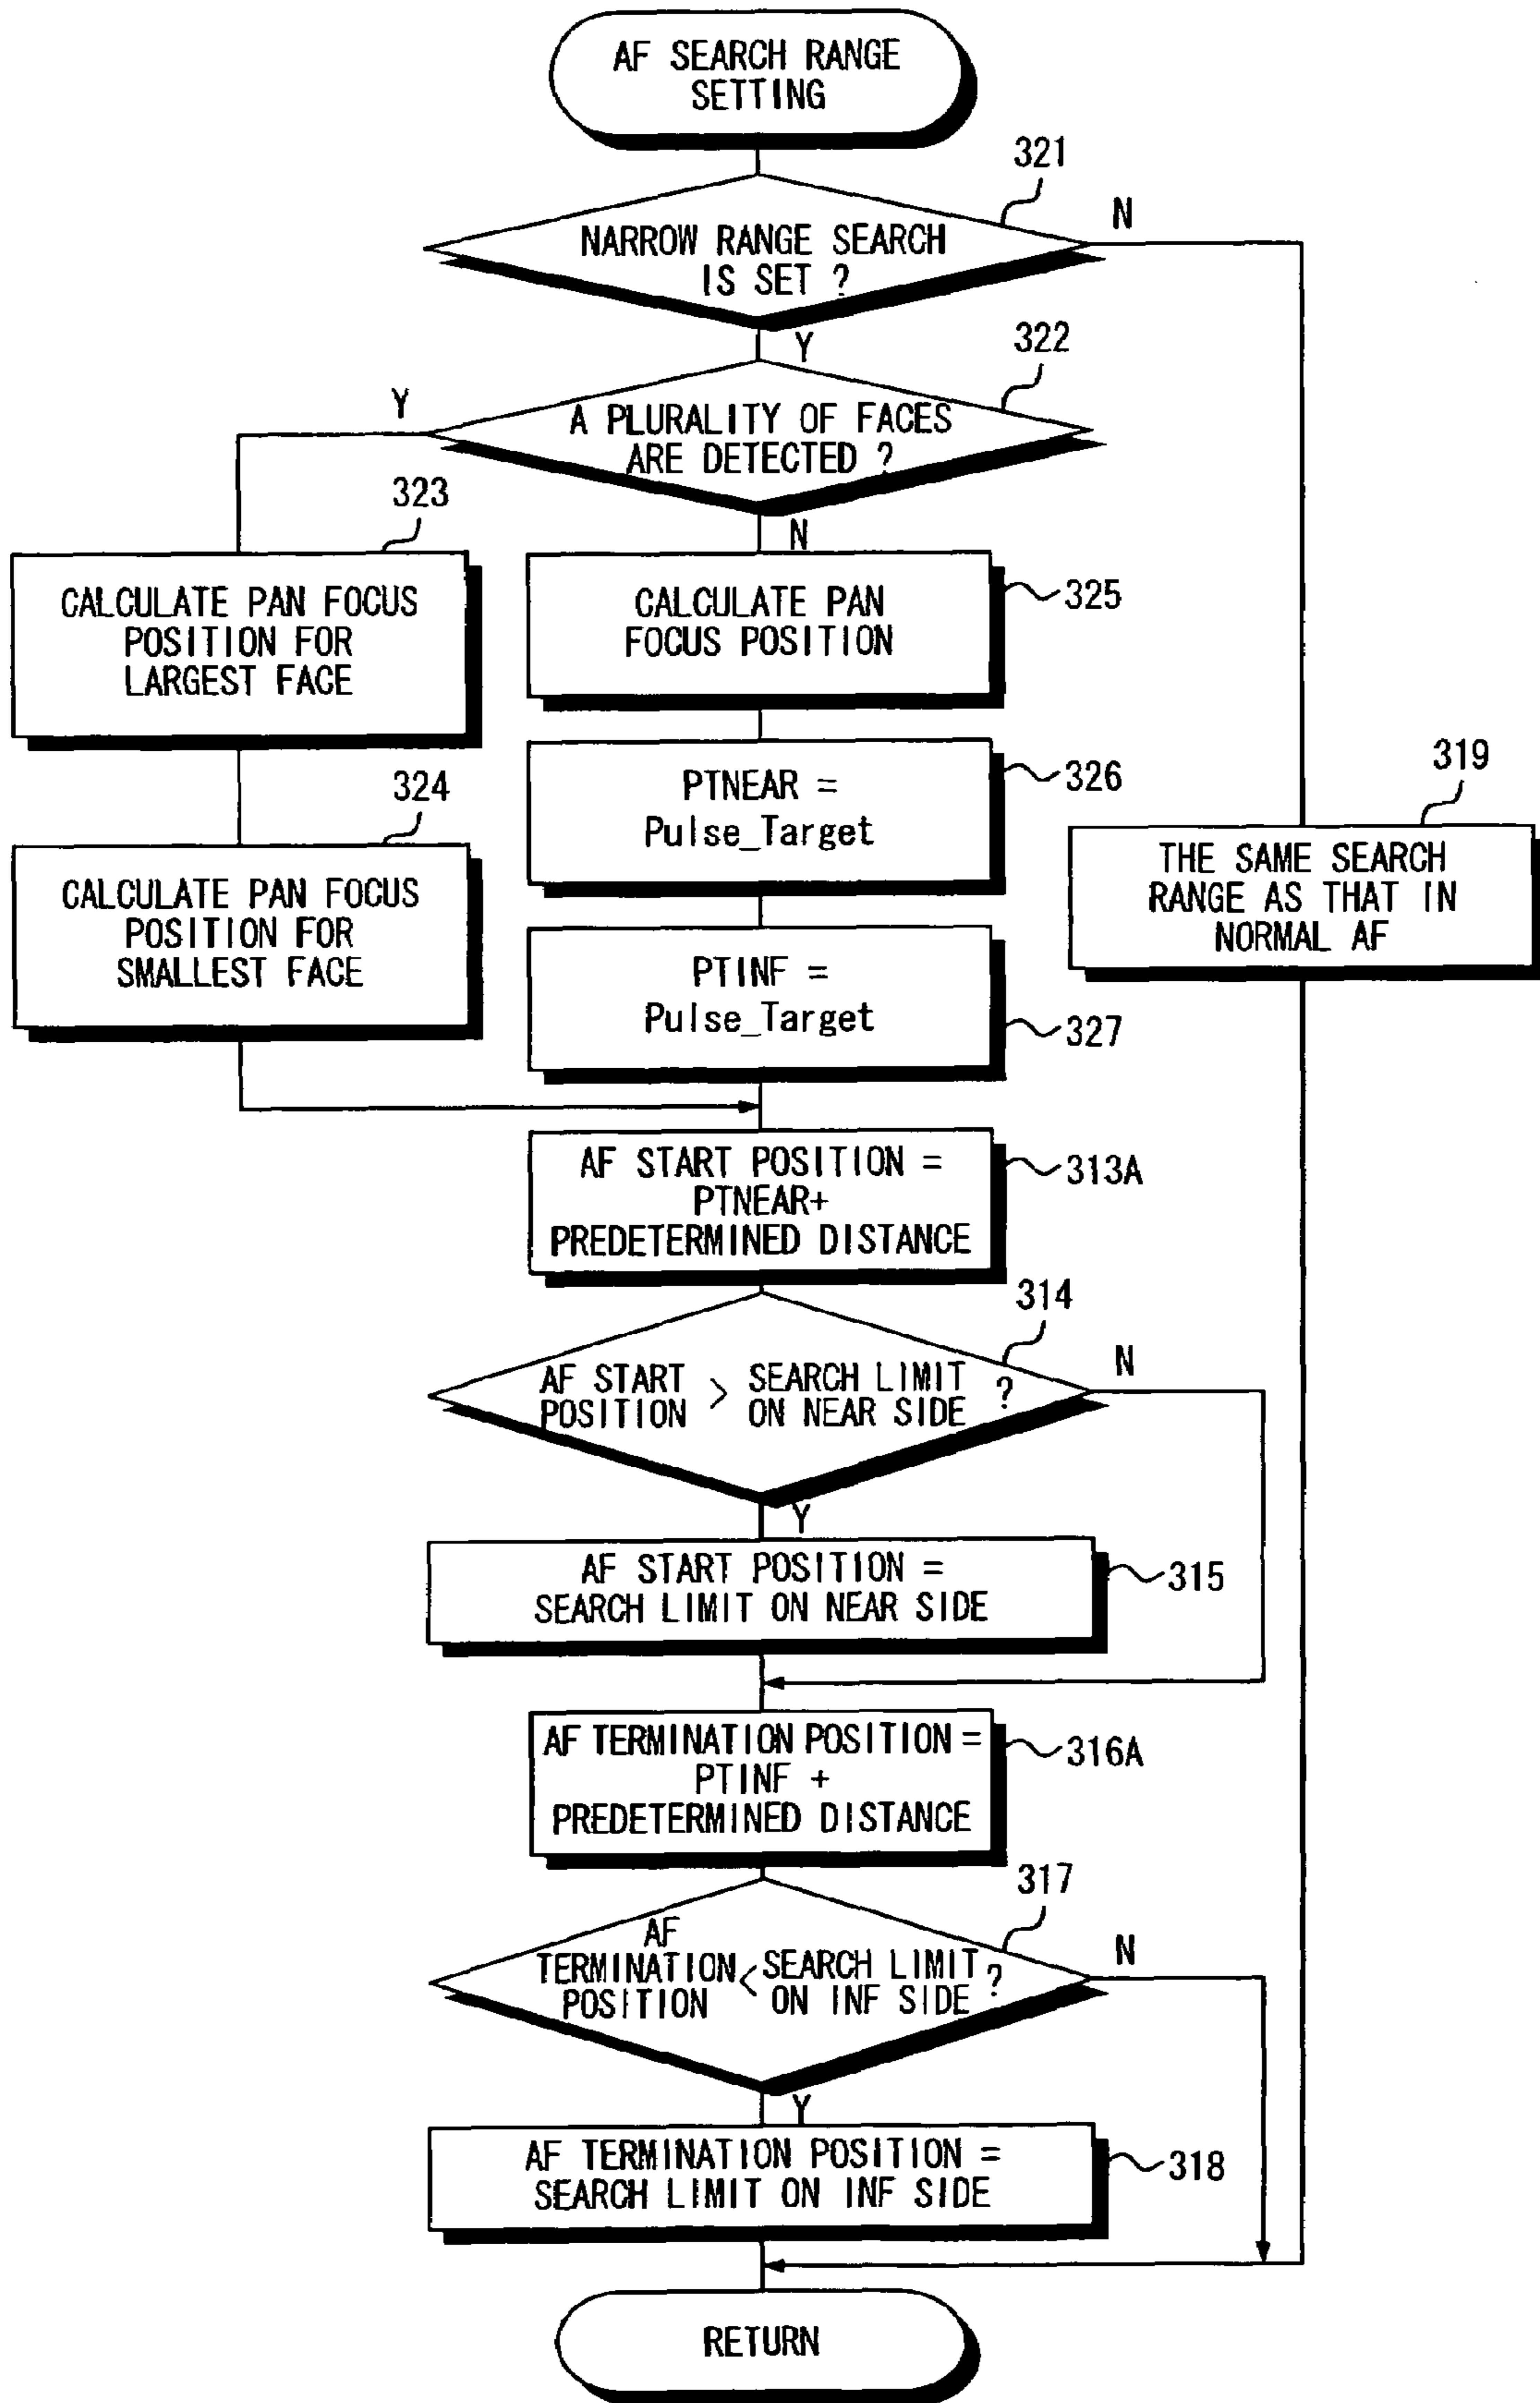 AF SEARCH RANGE
SETTING
321
NARROW RANGE SEARCH
IS SET ?
N
Y
322
A PLURALITY OF FACES
ARE DETECTED ?
Y
N
323
CALCULATE PAN FOCUS
POSITION FOR
LARGEST FACE
CALCULATE PAN
FOCUS POSITION
325
324
CALCULATE PAN FOCUS
POSITION FOR
SMALLEST FACE
PTNEAR =
Pulse_Target
326
319
THE SAME SEARCH
RANGE AS THAT IN
NORMAL AF
PTINF =
Pulse_Target
327
AF START POSITION =
PTNEAR+
PREDETERMINED DISTANCE
313A
314
AF START
POSITION
>
SEARCH LIMIT
ON NEAR SIDE
?
N
Y
AF START POSITION =
SEARCH LIMIT ON NEAR SIDE
315
AF TERMINATION POSITION =
PTINF +
PREDETERMINED DISTANCE
316A
317
AF
TERMINATION
POSITION
<
SEARCH LIMIT
ON INF SIDE
?
N
Y
AF TERMINATION POSITION =
SEARCH LIMIT ON INF SIDE
318
RETURN